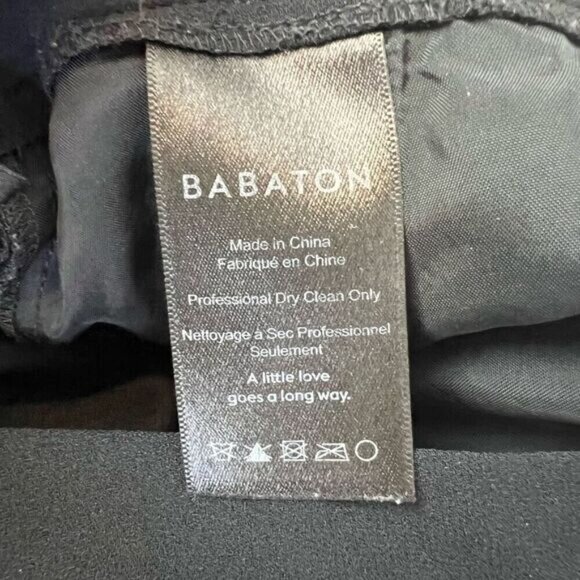 BABATON
Made in China
Fabriqué en Chine
Professional Dry Clean Only
Nettoyage à Sec Professionnel
Seulement
A little love
goes a long way.